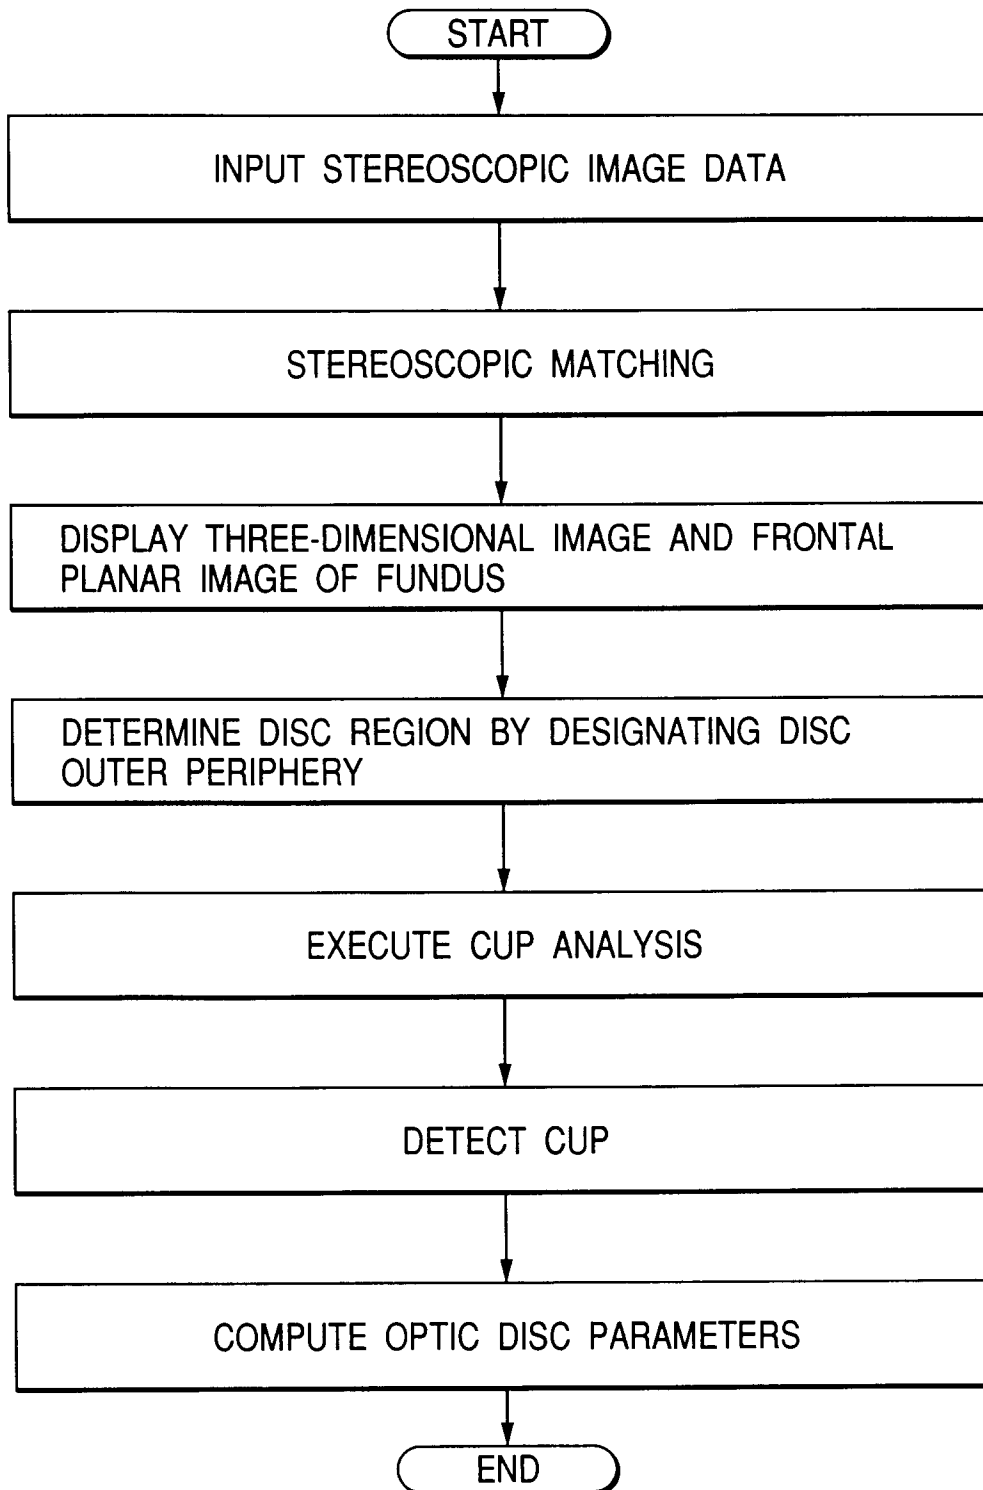 START
INPUT STEREOSCOPIC IMAGE DATA
STEREOSCOPIC MATCHING
DISPLAY THREE-DIMENSIONAL IMAGE AND FRONTAL
PLANAR IMAGE OF FUNDUS
DETERMINE DISC REGION BY DESIGNATING DISC
OUTER PERIPHERY
EXECUTE CUP ANALYSIS
DETECT CUP
COMPUTE OPTIC DISC PARAMETERS
END